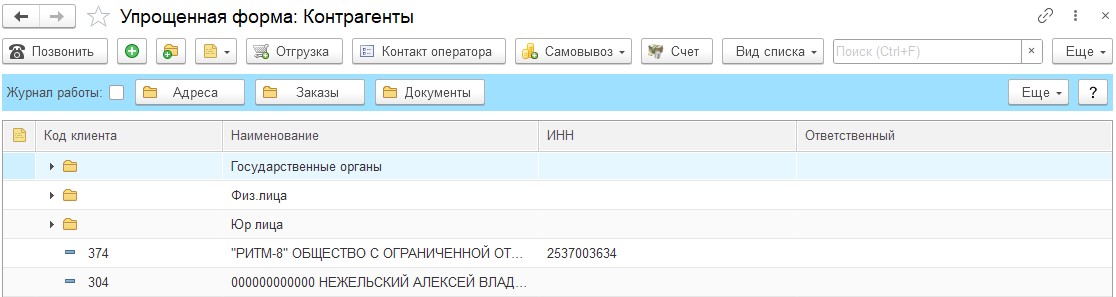 Упрощенная форма: Контрагенты
Позвонить Отгрузка Контакт оператора Самовывоз Счет Вид списка Поиск (Ctrl+F) × Еще
Журнал работы: Адреса Заказы Документы Еще ?
Код клиента Наименование ИНН Ответственный
Государственные органы
Физ.лица
Юр лица
374 "РИТМ-8" ОБЩЕСТВО С ОГРАНИЧЕННОЙ ОТ... 2537003634
304 000000000000 НЕЖЕЛЬСКИЙ АЛЕКСЕЙ ВЛАД...